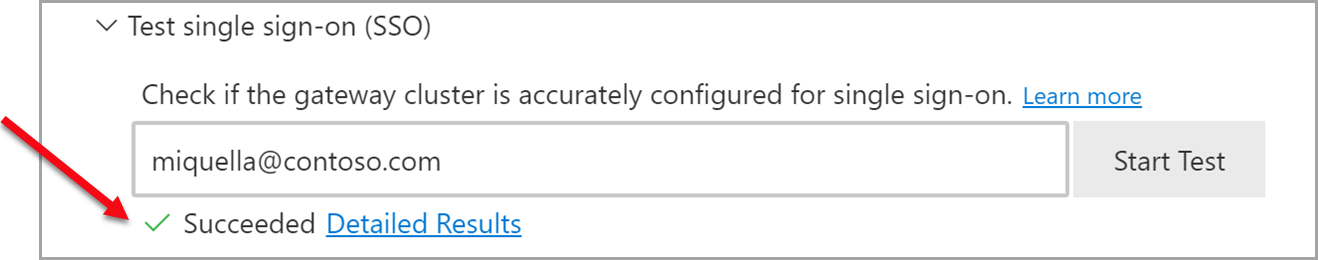 Test single sign-on (SSO)
Check if the gateway cluster is accurately configured for single sign-on. Learn more
miquella@contoso.com
Start Test
Succeeded Detailed Results